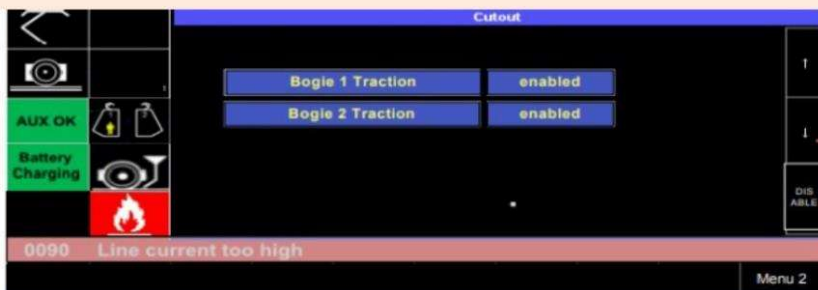 Cutout
Bogie 1 Traction enabled
Bogie 2 Traction enabled
AUX OK
Battery
Charging
DIS
ABLE
0090 Line current too high
Menu 2